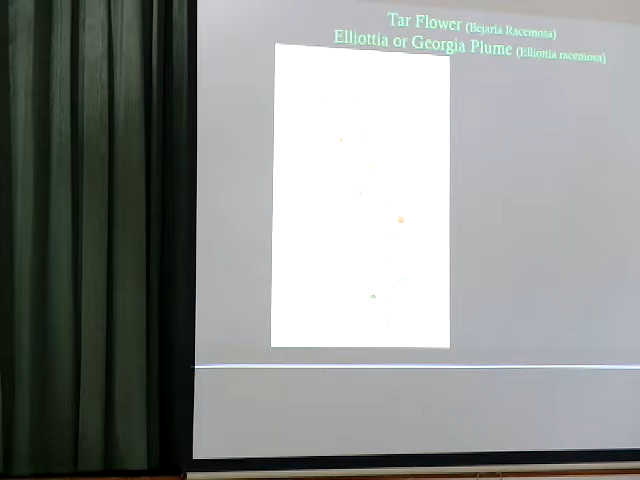 Tar Flower (Bejaria Racemosa)
Elliottia or Georgia Plume (Elliottia racemosa)